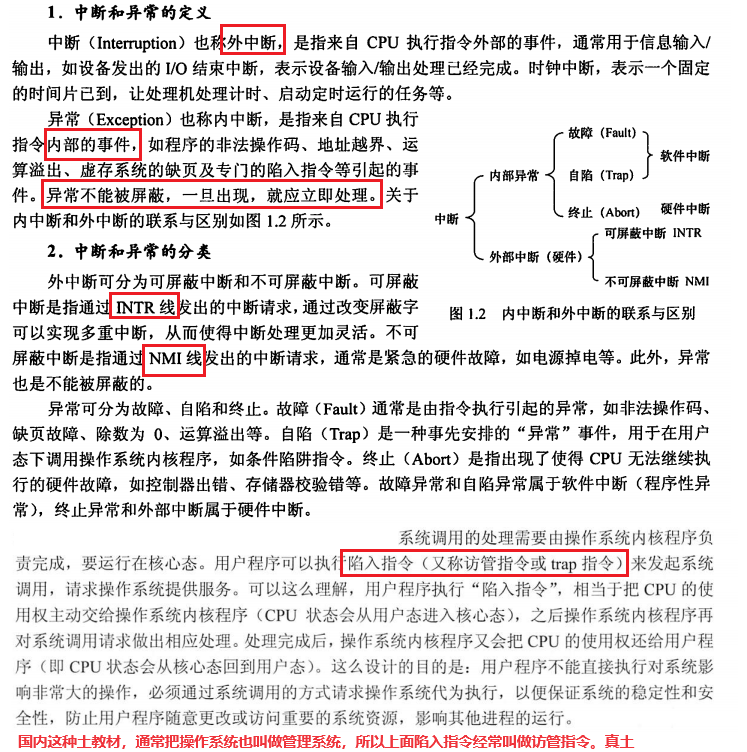 1．中断和异常的定义
中断（Interruption）也称外中断，是指来自 CPU 执行指令外部的事件，通常用于信息输入/
输出，如设备发出的 I/O 结束中断，表示设备输入/输出处理已经完成。时钟中断，表示一个固定
的时间片已到，让处理机处理计时、启动定时运行的任务等。
异常（Exception）也称内中断，是指来自 CPU 执行
指令内部的事件，如程序的非法操作码、地址越界、运
算溢出、虚存系统的缺页及专门的陷入指令等引起的事
件。异常不能被屏蔽，一旦出现，就应立即处理。关于
内中断和外中断的联系与区别如图 1.2 所示。
2．中断和异常的分类
外中断可分为可屏蔽中断和不可屏蔽中断。可屏蔽
中断是指通过 INTR 线发出的中断请求，通过改变屏蔽字
可以实现多重中断，从而使得中断处理更加灵活。不可
故障（Fault）
软件中断
内部异常
自陷（Trap）
中断
终止（Abort）
硬件中断
可屏蔽中断 INTR
外部中断（硬件）
不可屏蔽中断 NMI
图 1.2 内中断和外中断的联系与区别
屏蔽中断是指通过 NMI 线发出的中断请求，通常是紧急的硬件故障，如电源掉电等。此外，异常
也是不能被屏蔽的。
异常可分为故障、自陷和终止。故障（Fault）通常是由指令执行引起的异常，如非法操作码、
缺页故障、除数为 0、运算溢出等。自陷（Trap）是一种事先安排的“异常”事件，用于在用户
态下调用操作系统内核程序，如条件陷阱指令。终止（Abort）是指出现了使得 CPU 无法继续执
行的硬件故障，如控制器出错、存储器校验错等。故障异常和自陷异常属于软件中断（程序性异
常），终止异常和外部中断属于硬件中断。
系统调用的处理需要由操作系统内核程序负
责完成，要运行在核心态。用户程序可以执行陷入指令（又称访管指令或 trap 指令）来发起系统
调用，请求操作系统提供服务。可以这么理解，用户程序执行“陷入指令”，相当于把 CPU 的使
用权主动交给操作系统内核程序（CPU 状态会从用户态进入核心态），之后操作系统内核程序再
对系统调用请求做出相应处理。处理完成后，操作系统内核程序又会把 CPU 的使用权还给用户程
序（即 CPU 状态会从核心态回到用户态）。这么设计的目的是：用户程序不能直接执行对系统影
响非常大的操作，必须通过系统调用的方式请求操作系统代为执行，以便保证系统的稳定性和安
全性，防止用户程序随意更改或访问重要的系统资源，影响其他进程的运行。
国内这种土教材，通常把操作系统也叫做管理系统，所以上面陷入指令经常叫做访管指令。真土